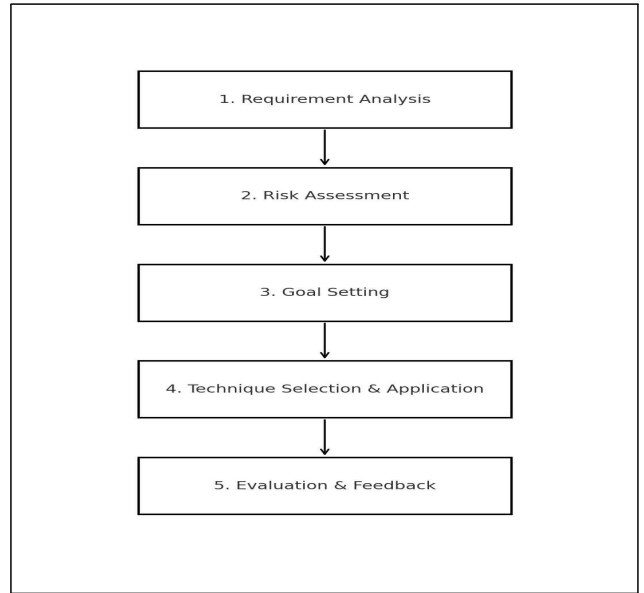 1. Requirement Analysis
2. Risk Assessment
3. Goal Setting
4. Technique Selection & Application
5. Evaluation & Feedback